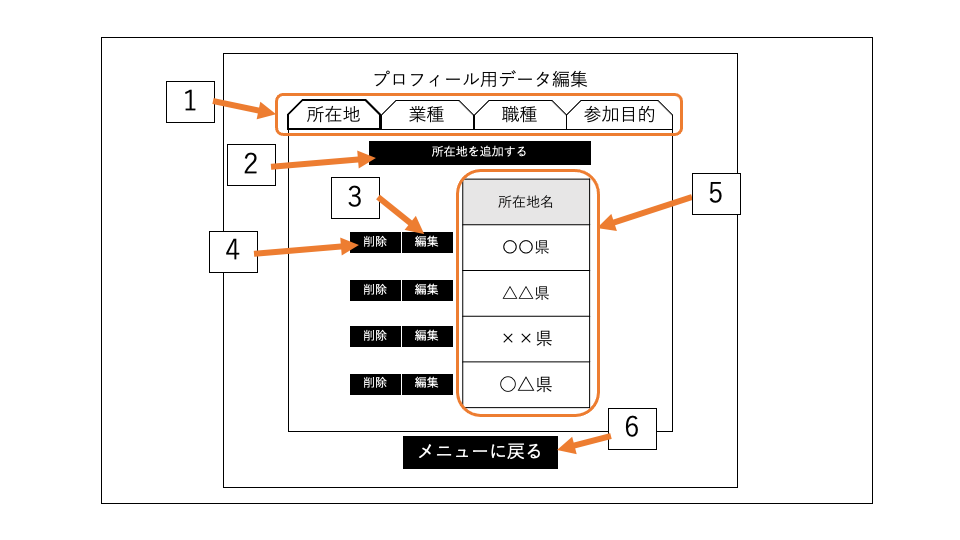 プロフィール用データ編集
1
所在地 業種 職種 参加目的
2
所在地を追加する
3
5
所在地名
4
削除 編集 〇〇県
削除 編集 △△県
削除 編集 ××県
削除 編集 〇△県
6
メニューに戻る